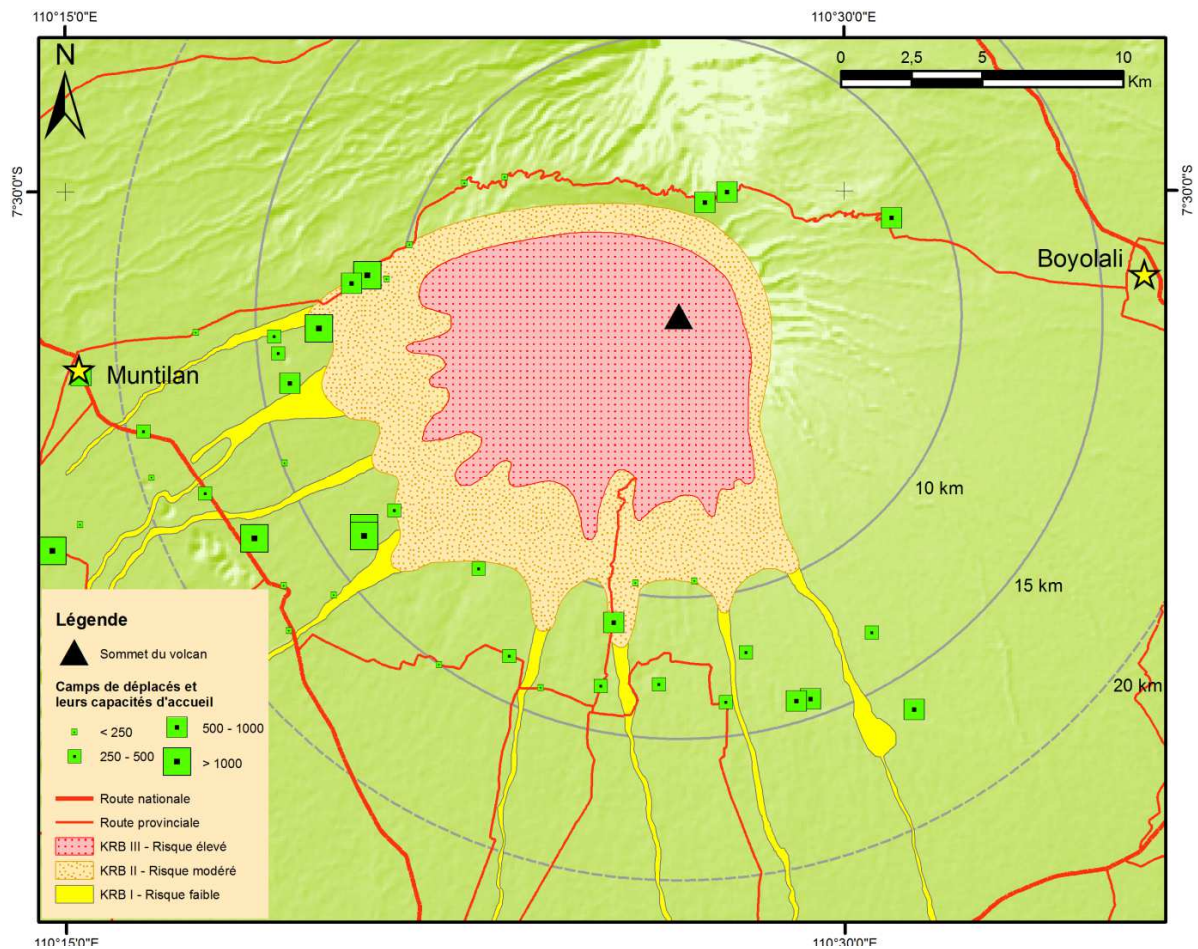 110°15'0"E
110°30'0"E
N
0
2,5
5
10
Km
7°30'0"S
7°30'0"S
Boyolali
Muntilan
10 km
15 km
20 km
Légende
Sommet du volcan
Camps de déplacés et
leurs capacités d'accueil
< 250
500 - 1000
250 - 500
> 1000
Route nationale
Route provinciale
KRB III - Risque élevé
KRB II - Risque modéré
KRB I - Risque faible
110°15'0"E
110°30'0"E